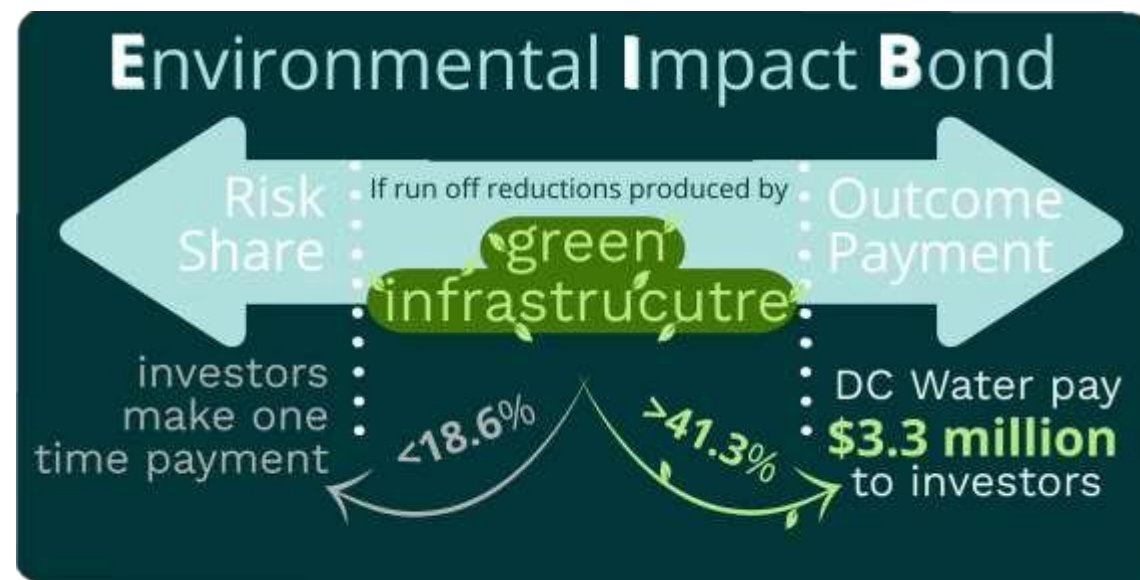 Environmental Impact Bond
Risk
Share
If run off reductions produced by
green
infrastrucutre
Outcome
Payment
investors
make one
time payment
<18.6%
>41.3%
DC Water pay
$3.3 million
to investors